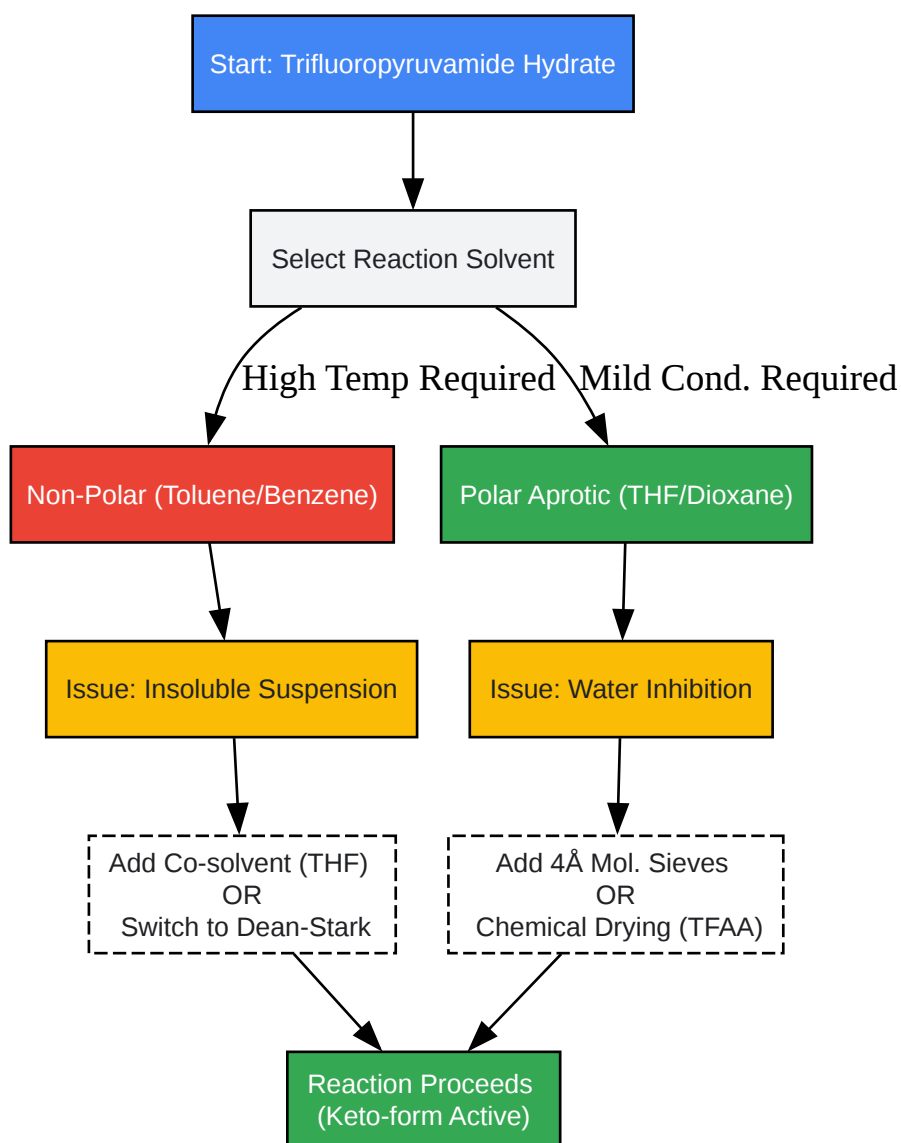 Start: Trifluoropyruvamide Hydrate
Select Reaction Solvent
High Temp Required
Mild Cond. Required
Non-Polar (Toluene/Benzene)
Polar Aprotic (THF/Dioxane)
Issue: Insoluble Suspension
Issue: Water Inhibition
Add Co-solvent (THF)
OR
Switch to Dean-Stark
Add 4Å Mol. Sieves
OR
Chemical Drying (TFAA)
Reaction Proceeds
(Keto-form Active)